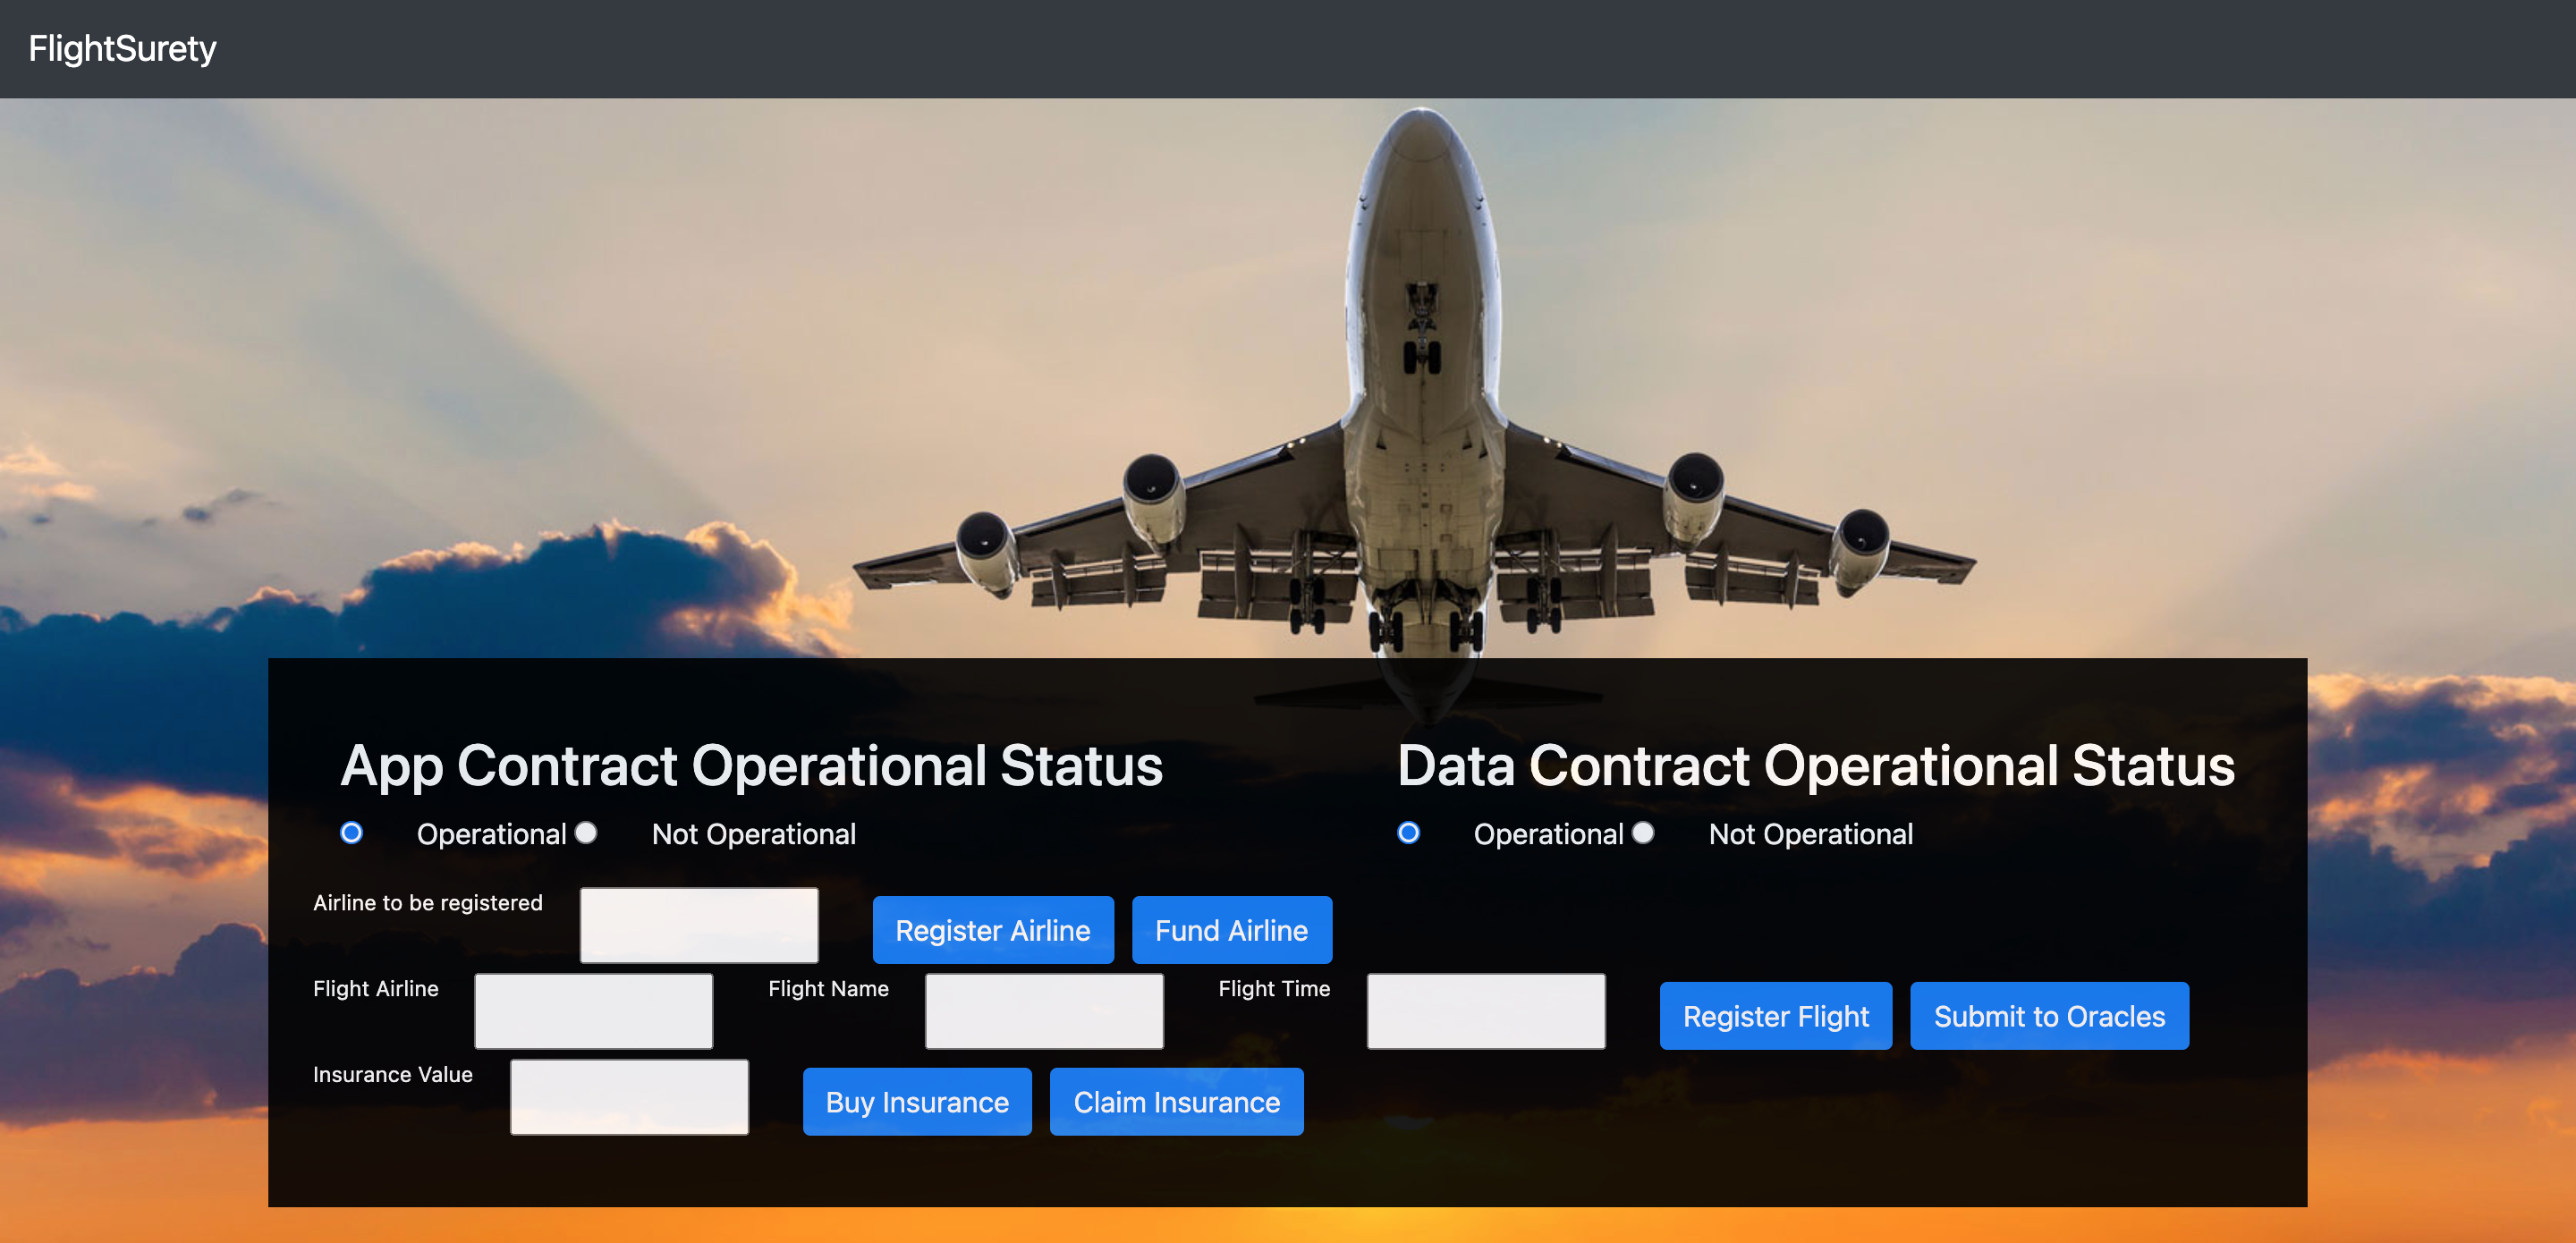 FlightSurety
App Contract Operational Status
Operational Not Operational
Data Contract Operational Status
Operational Not Operational
Airline to be registered Register Airline Fund Airline
Flight Airline Flight Name Flight Time Register Flight Submit to Oracles
Insurance Value Buy Insurance Claim Insurance